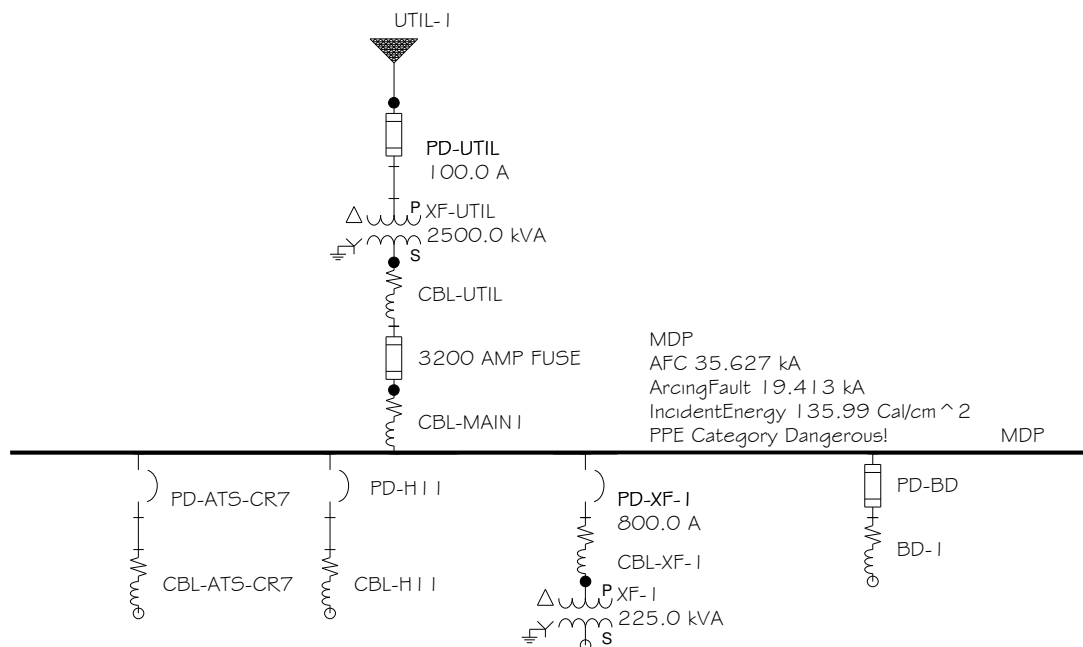 UTIL-1
PD-UTIL
100.0 A
P
XF-UTIL
2500.0 kVA
S
CBL-UTIL
3200 AMP FUSE
CBL-MAIN1
MDP
AFC 35.627 kA
ArcingFault 19.413 kA
IncidentEnergy 135.99 Cal/cm^2
PPE Category Dangerous!
MDP
PD-ATS-CR7
CBL-ATS-CR7
PD-H11
CBL-H11
PD-XF-1
800.0 A
CBL-XF-1
P
XF-1
225.0 kVA
S
PD-BD
BD-1